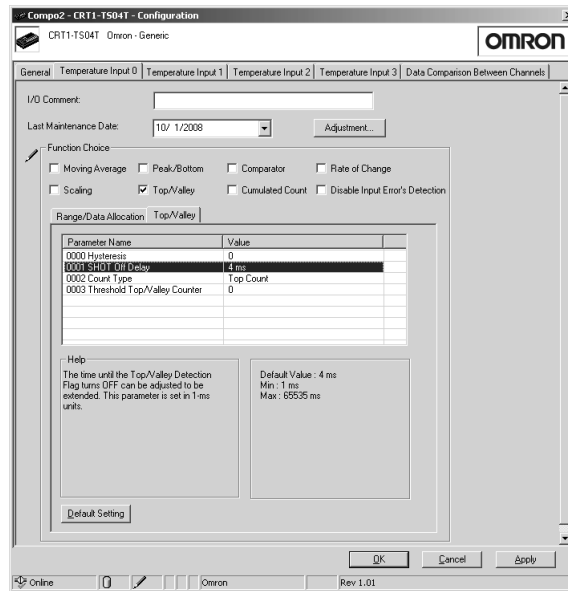 Compo2 - CRT1-TS04T - Configuration
CRT1-TS04T Omron - Generic
OMRON
General Temperature Input 0 Temperature Input 1 Temperature Input 2 Temperature Input 3 Data Comparison Between Channels
I/O Comment:
Last Maintenance Date: 10/ 1/2008 Adjustment...
Function Choice
Moving Average Peak/Bottom Comparator Rate of Change
Scaling Top/Valley Cumulated Count Disable Input Error's Detection
Range/Data Allocation Top/Valley
Parameter Name Value
0000 Hysteresis 0
0001 SHOT Off Delay 4 ms
0002 Count Type Top Count
0003 Threshold Top/Valley Counter 0
Help
The time until the Top/Valley Detection
Flag turns OFF can be adjusted to be
extended. This parameter is set in 1-ms
units.
Default Value : 4 ms
Min : 1 ms
Max : 65535 ms
Default Setting
OK Cancel Apply
Online Omron Rev 1.01